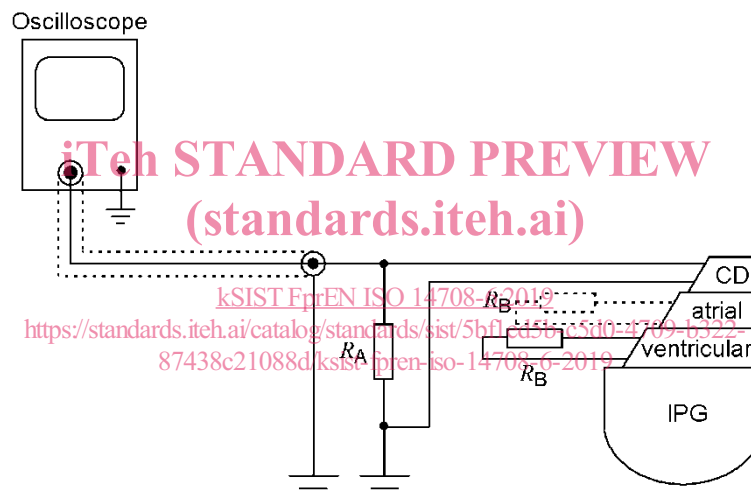 Oscilloscope
iTeh STANDARD PREVIEW
(standards.iteh.ai)
CD
kSIST FprEN ISO 14708-6:2019
RB
atrial
https://standards.iteh.ai/catalog/standards/sist/5bf1ed5b-c5d0-4709-b322-
ventricular
87438c21088d/ksist-fpren-iso-14708-6-2019
RA
RB
IPG